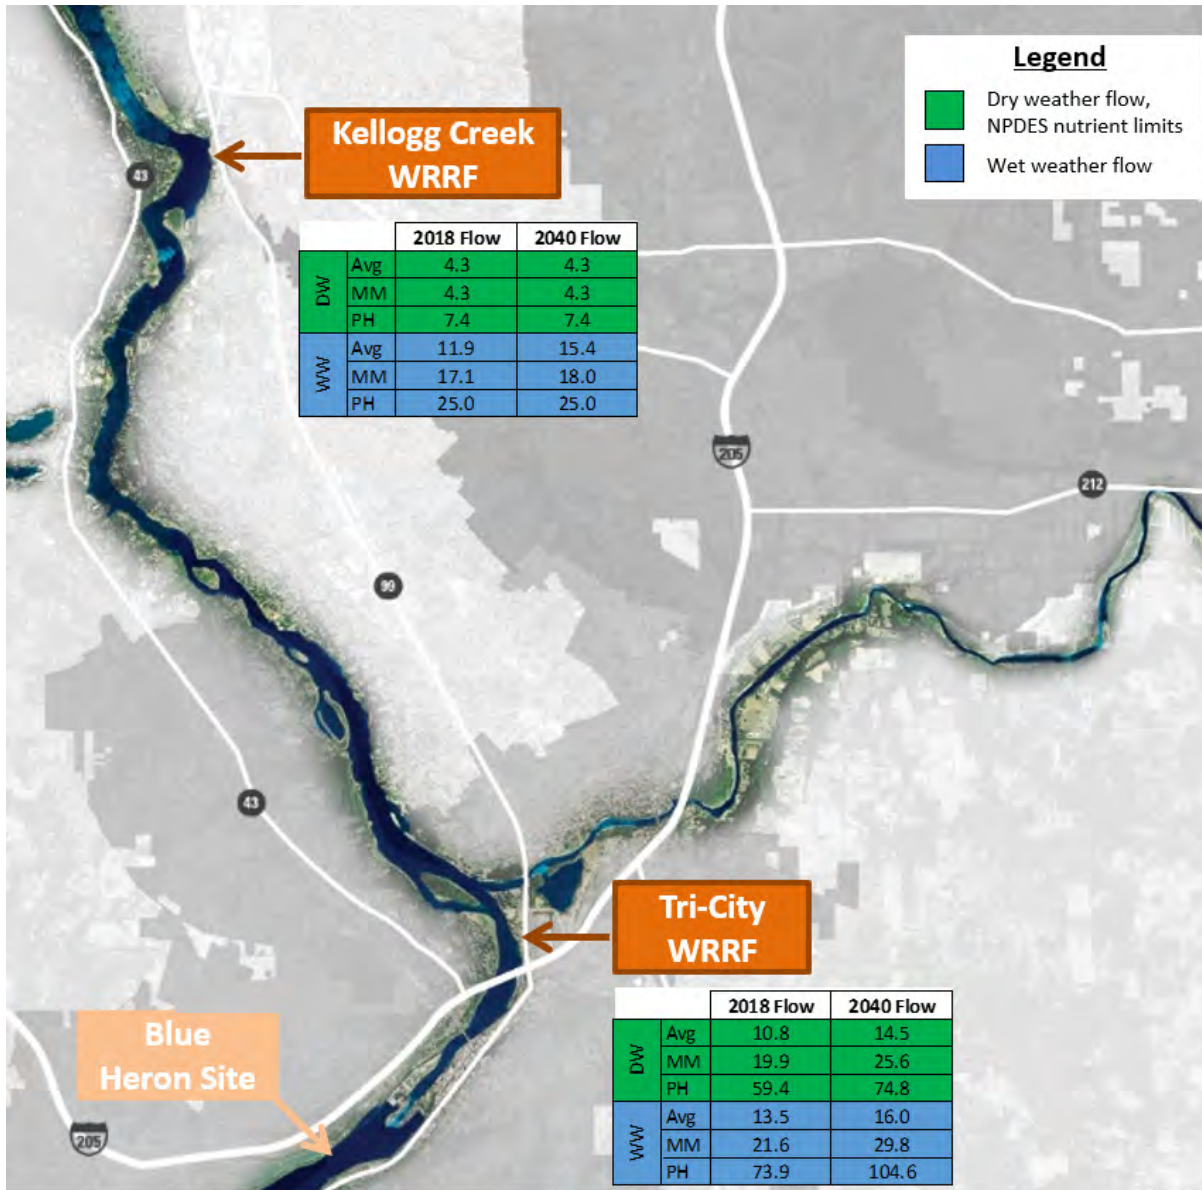 Legend
Dry weather flow,
NPDES nutrient limits
Wet weather flow
Kellogg Creek
WRRF
43
2018 Flow 2040 Flow
DW
Avg 4.3 4.3
MM 4.3 4.3
PH 7.4 7.4
WW
Avg 11.9 15.4
MM 17.1 18.0
PH 25.0 25.0
205
212
99
43
Tri-City
WRRF
2018 Flow 2040 Flow
DW
Avg 10.8 14.5
MM 19.9 25.6
PH 59.4 74.8
WW
Avg 13.5 16.0
MM 21.6 29.8
PH 73.9 104.6
Blue
Heron Site
205